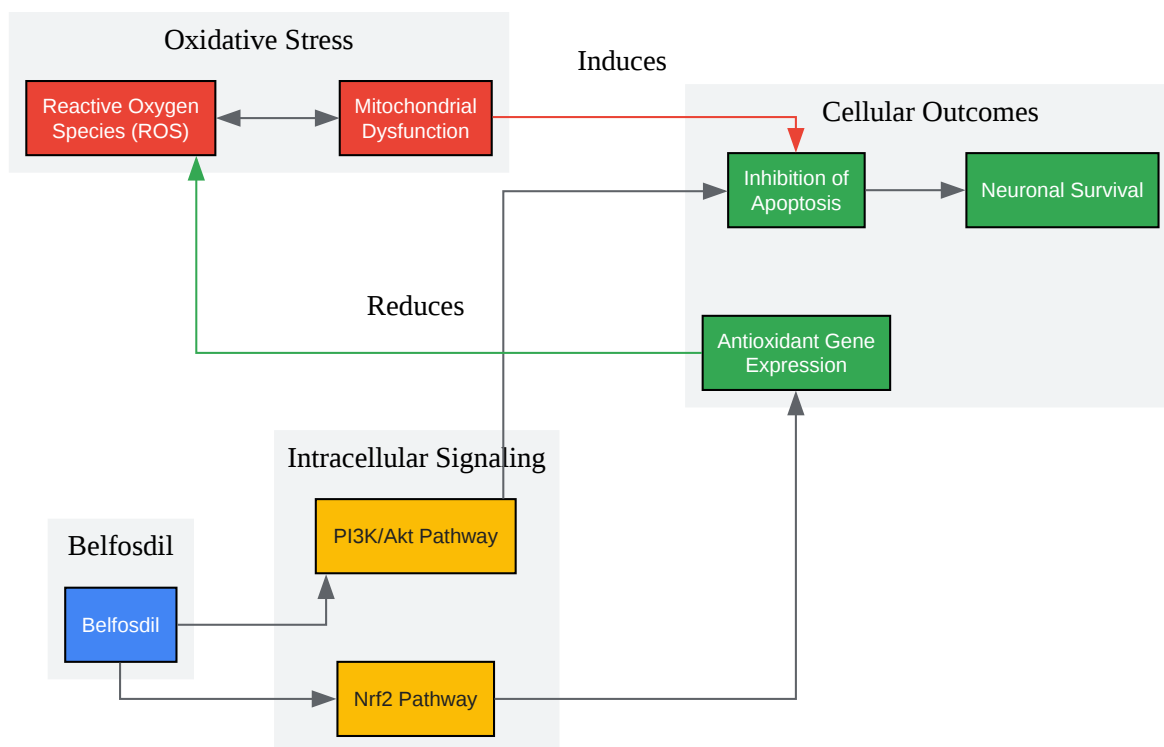 Oxidative Stress
Reactive Oxygen
Species (ROS)
Mitochondrial
Dysfunction
Induces
Cellular Outcomes
Inhibition of
Apoptosis
Neuronal Survival
Reduces
Antioxidant Gene
Expression
Intracellular Signaling
PI3K/Akt Pathway
Belfosdil
Belfosdil
Nrf2 Pathway